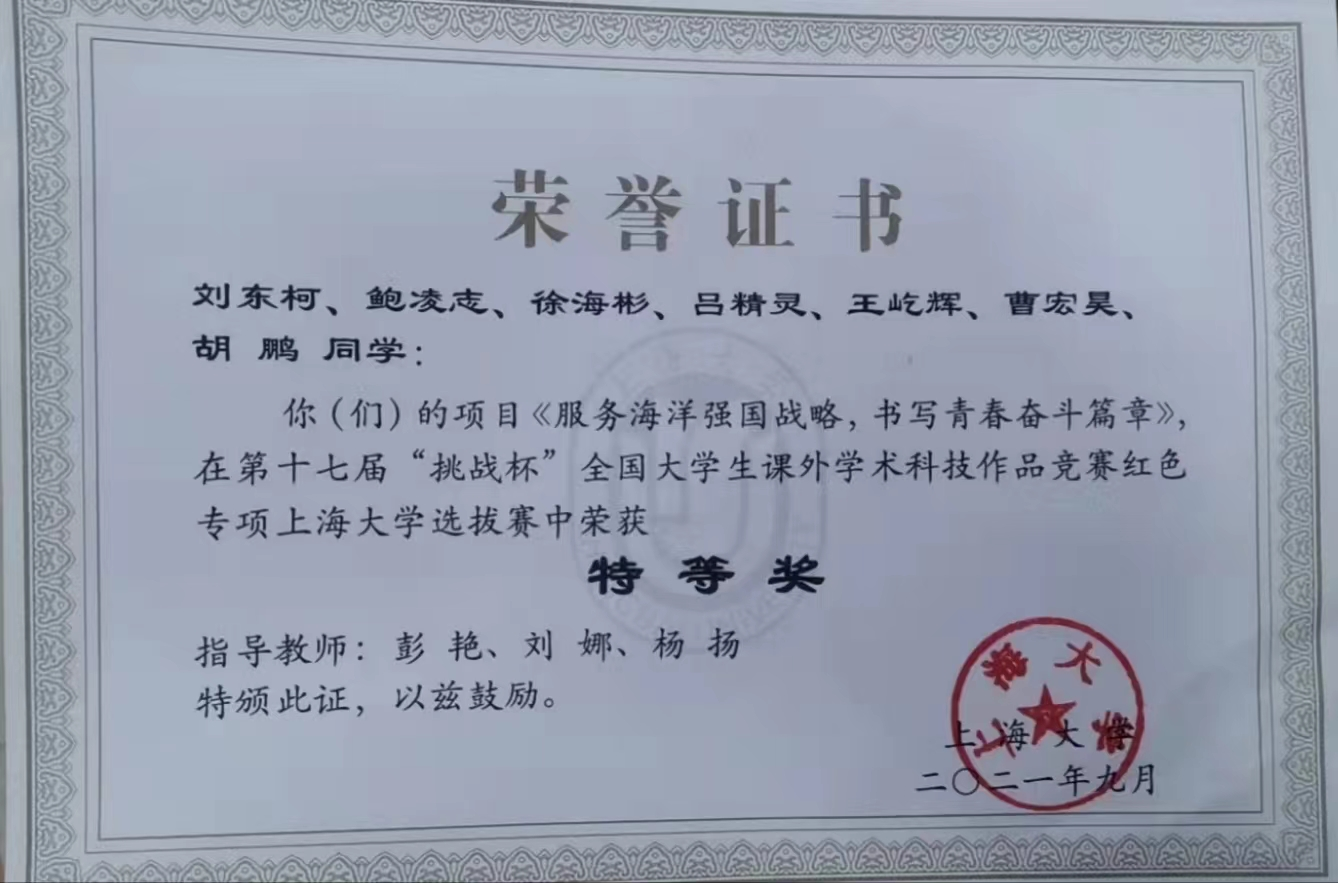 荣誉证书
刘东柯、鲍凌志、徐海彬、吕精灵、王屹辉、曹宏昊、
胡 鹏 同学：
你（们）的项目《服务海洋强国战略，书写青春奋斗篇章》，
在第十七届“挑战杯”全国大学生课外学术科技作品竞赛红色
专项上海大学选拔赛中荣获
特等奖
指导教师：彭 艳、刘 娜、杨 扬
特颁此证，以兹鼓励。
上海大学
上海大学
二〇二一年九月